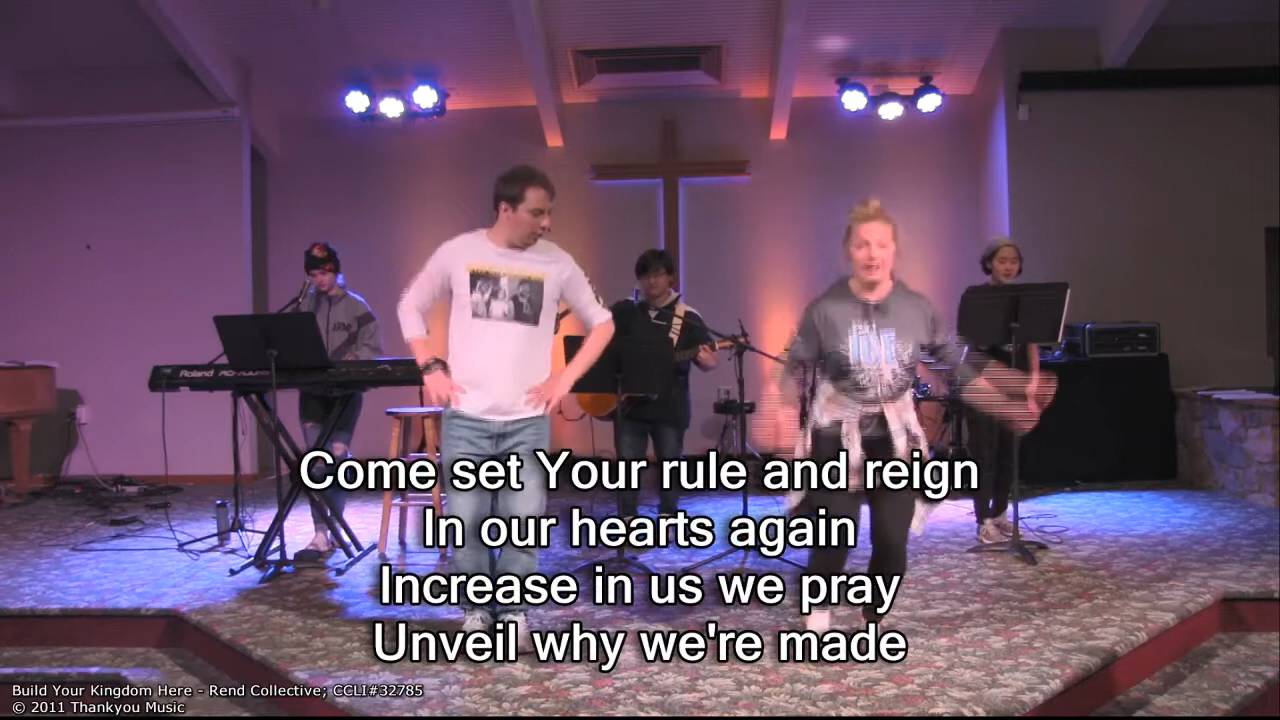 Roland
Come set Your rule and reign
In our hearts again
Increase in us we pray
Unveil why we're made
Build Your Kingdom Here - Rend Collective; CCLI#32785
© 2011 Thankyou Music